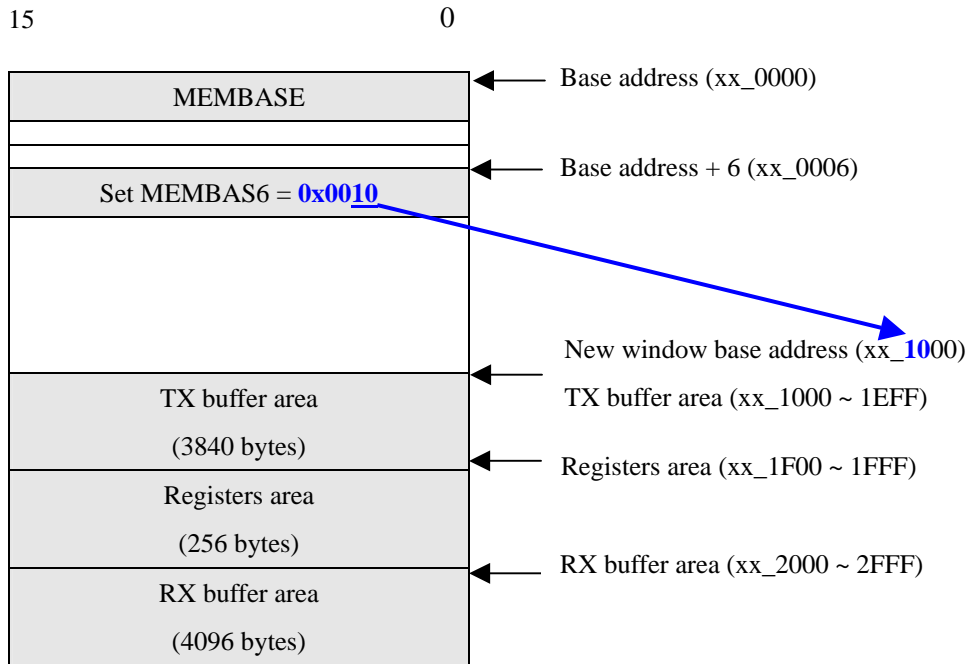 15 0
MEMBASE
Base address (xx_0000)
Base address + 6 (xx_0006)
Set MEMBAS6 = 0x0010
New window base address (xx_1000)
TX buffer area
(3840 bytes)
TX buffer area (xx_1000 ~ 1EFF)
Registers area (xx_1F00 ~ 1FFF)
Registers area
(256 bytes)
RX buffer area (xx_2000 ~ 2FFF)
RX buffer area
(4096 bytes)